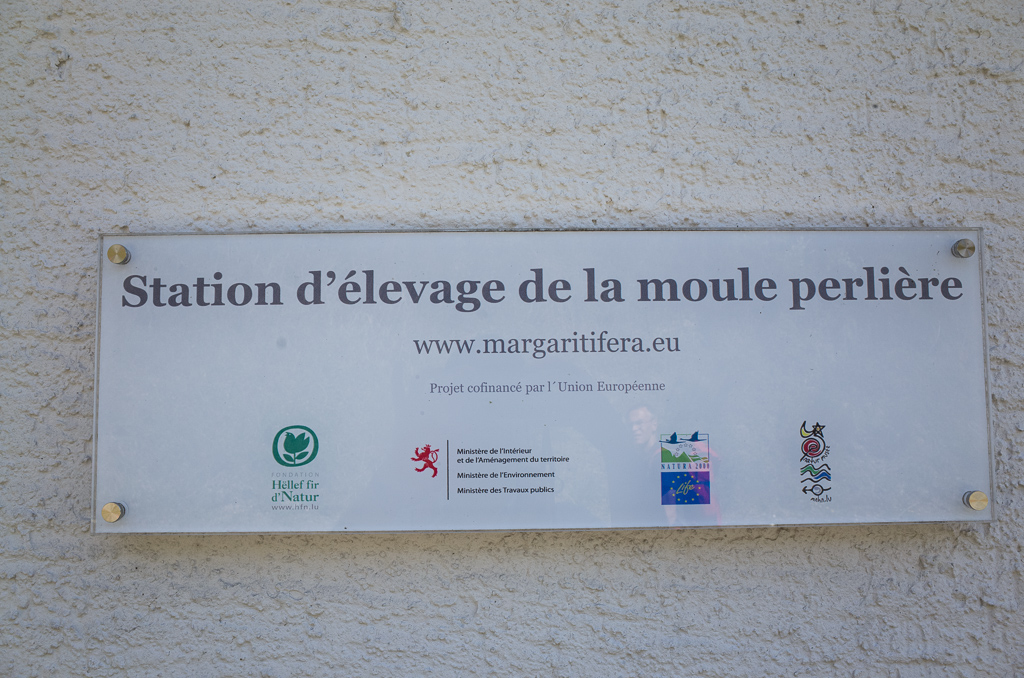 Station d'élevage de la moule perlière
www.margaritifera.eu
Projet cofinancé par l´Union Européenne
FONDATION
Hëllef fir
d'Natur
www.hfn.lu
Ministère de l'Intérieur
et de l'Aménagement du territoire
Ministère de l'Environnement
Ministère des Travaux publics
NATURA 2000
Life